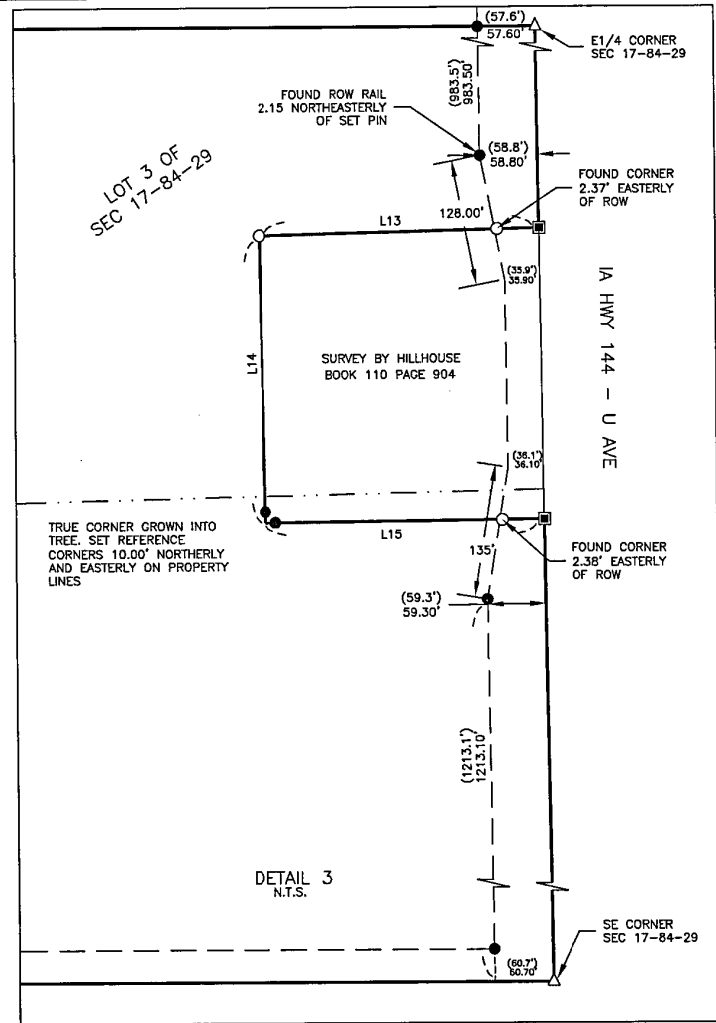 (57.6')
57.60'
E1/4 CORNER
SEC 17-84-29
(983.5')
983.50'
FOUND ROW RAIL
2.15 NORTHEASTERLY
OF SET PIN
(58.8')
58.80'
LOT 3 OF
SEC 17-84-29
FOUND CORNER
2.37' EASTERLY
OF ROW
128.00'
L13
(35.9')
35.90'
IA HWY 144 - U AVE
L14
SURVEY BY HILLHOUSE
BOOK 110 PAGE 904
(36.1')
36.10'
TRUE CORNER GROWN INTO
TREE. SET REFERENCE
CORNERS 10.00' NORTHERLY
AND EASTERLY ON PROPERTY
LINES
L15
135'
FOUND CORNER
2.38' EASTERLY
OF ROW
(59.3')
59.30'
(1213.1')
1213.10'
DETAIL 3
N.T.S.
SE CORNER
SEC 17-84-29
(60.7')
60.70'